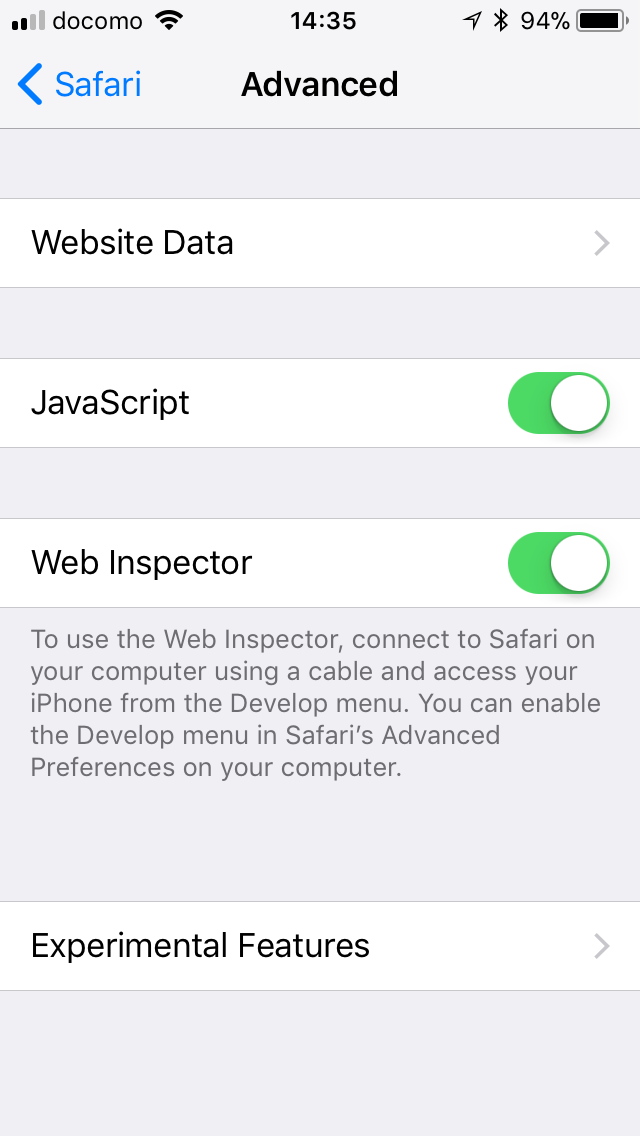 docomo 14:35 94%
Safari Advanced
Website Data
JavaScript
Web Inspector
To use the Web Inspector, connect to Safari on
your computer using a cable and access your
iPhone from the Develop menu. You can enable
the Develop menu in Safari’s Advanced
Preferences on your computer.
Experimental Features